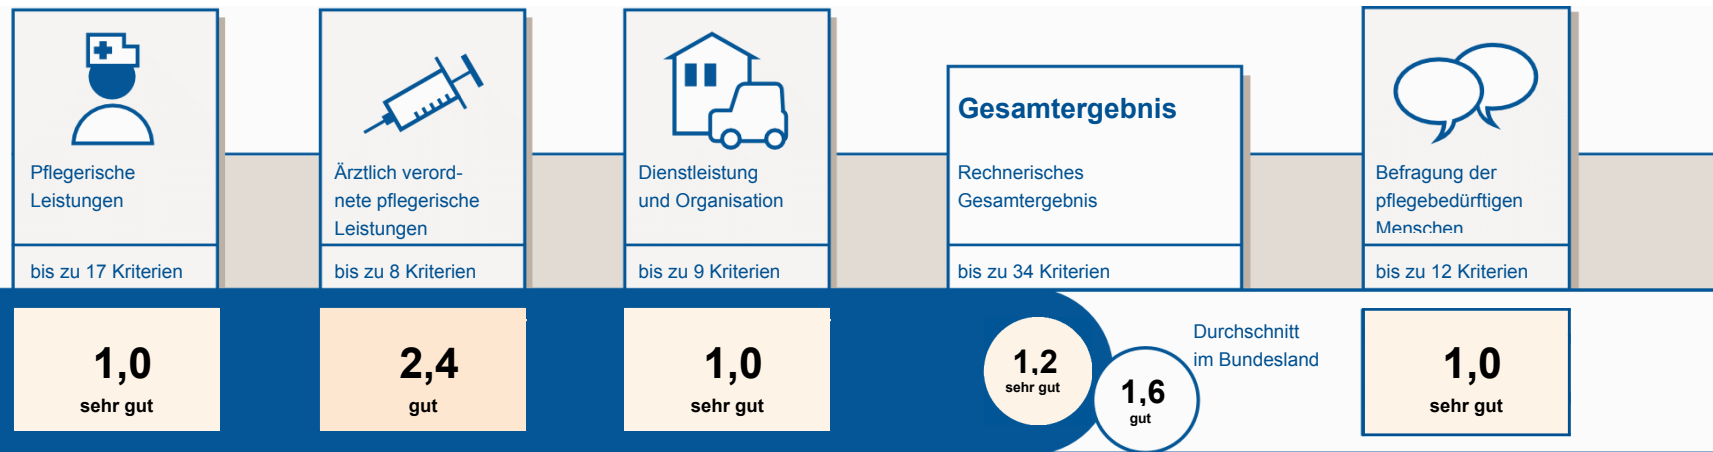 Pflegerische
Leistungen
bis zu 17 Kriterien
1,0
sehr gut
Ärztlich verord-
nete pflegerische
Leistungen
bis zu 8 Kriterien
2,4
gut
Dienstleistung
und Organisation
bis zu 9 Kriterien
1,0
sehr gut
Gesamtergebnis
Rechnerisches
Gesamtergebnis
bis zu 34 Kriterien
1,2
sehr gut
1,6
gut
Durchschnitt
im Bundesland
Befragung der
pflegebedürftigen
Menschen
bis zu 12 Kriterien
1,0
sehr gut